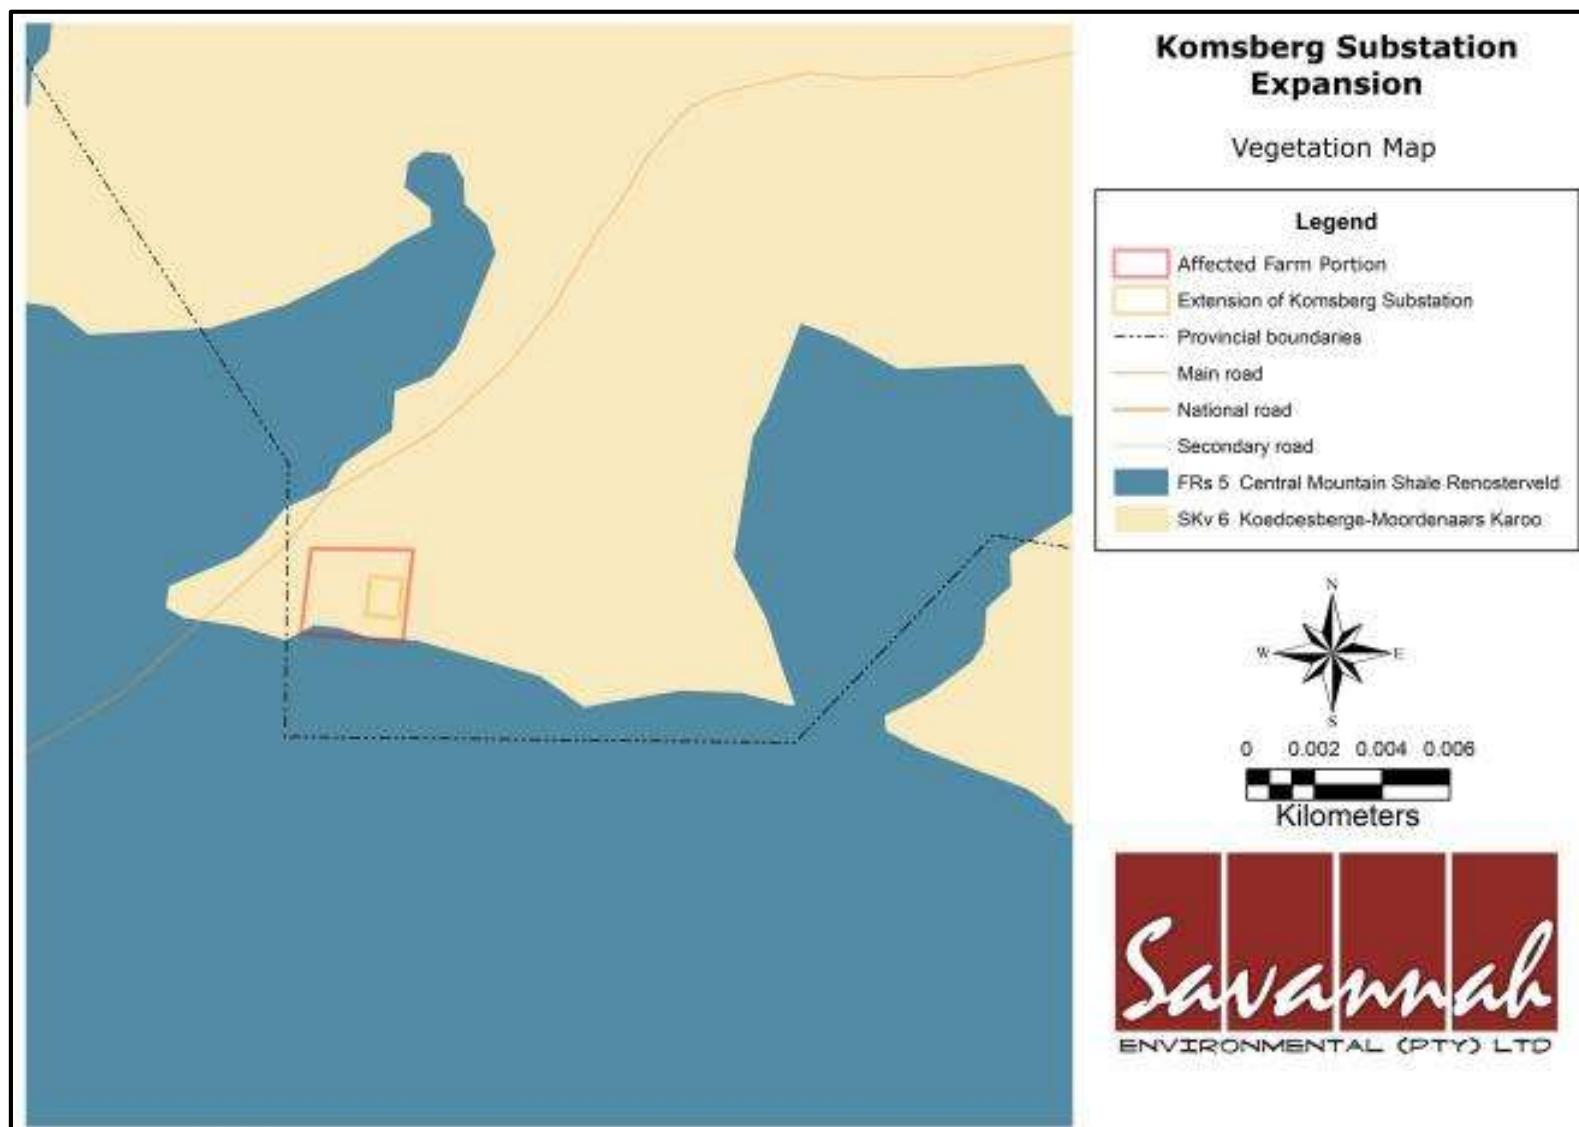 Komsberg Substation
Expansion
Vegetation Map
Legend
Affected Farm Portion
Extension of Komsberg Substation
Provincial boundaries
Main road
National road
Secondary road
FRs 5 Central Mountain Shale Renosterveld
SKv 6 Koedoesberge-Moordenaars Karoo
N
W E
S
0 0.002 0.004 0.006
Kilometers
Savannah
ENVIRONMENTAL (PTY) LTD